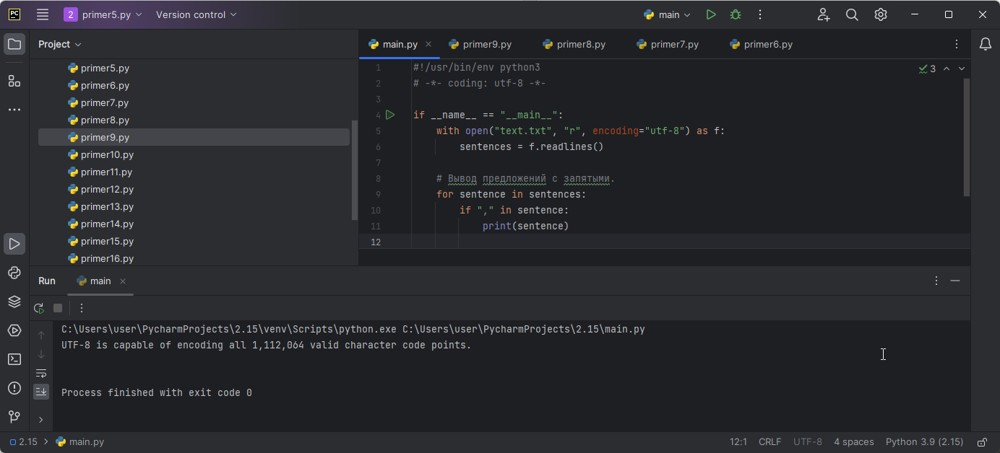 PC 2 primer5.py Version control main
Project
primer5.py
primer6.py
primer7.py
primer8.py
primer9.py
primer10.py
primer11.py
primer12.py
primer13.py
primer14.py
primer15.py
primer16.py
main.py primer9.py primer8.py primer7.py primer6.py
3
1 #!/usr/bin/env python3
2 # -*- coding: utf-8 -*-
3
4 if __name__ == "__main__":
5 with open("text.txt", "r", encoding="utf-8") as f:
6 sentences = f.readlines()
7
8 # Вывод предложений с запятыми.
9 for sentence in sentences:
10 if "," in sentence:
11 print(sentence)
12
Run main
C:\Users\user\PycharmProjects\2.15\venv\Scripts\python.exe C:\Users\user\PycharmProjects\2.15\main.py
UTF-8 is capable of encoding all 1,112,064 valid character code points.
Process finished with exit code 0
2.15 main.py 12:1 CRLF UTF-8 4 spaces Python 3.9 (2.15)